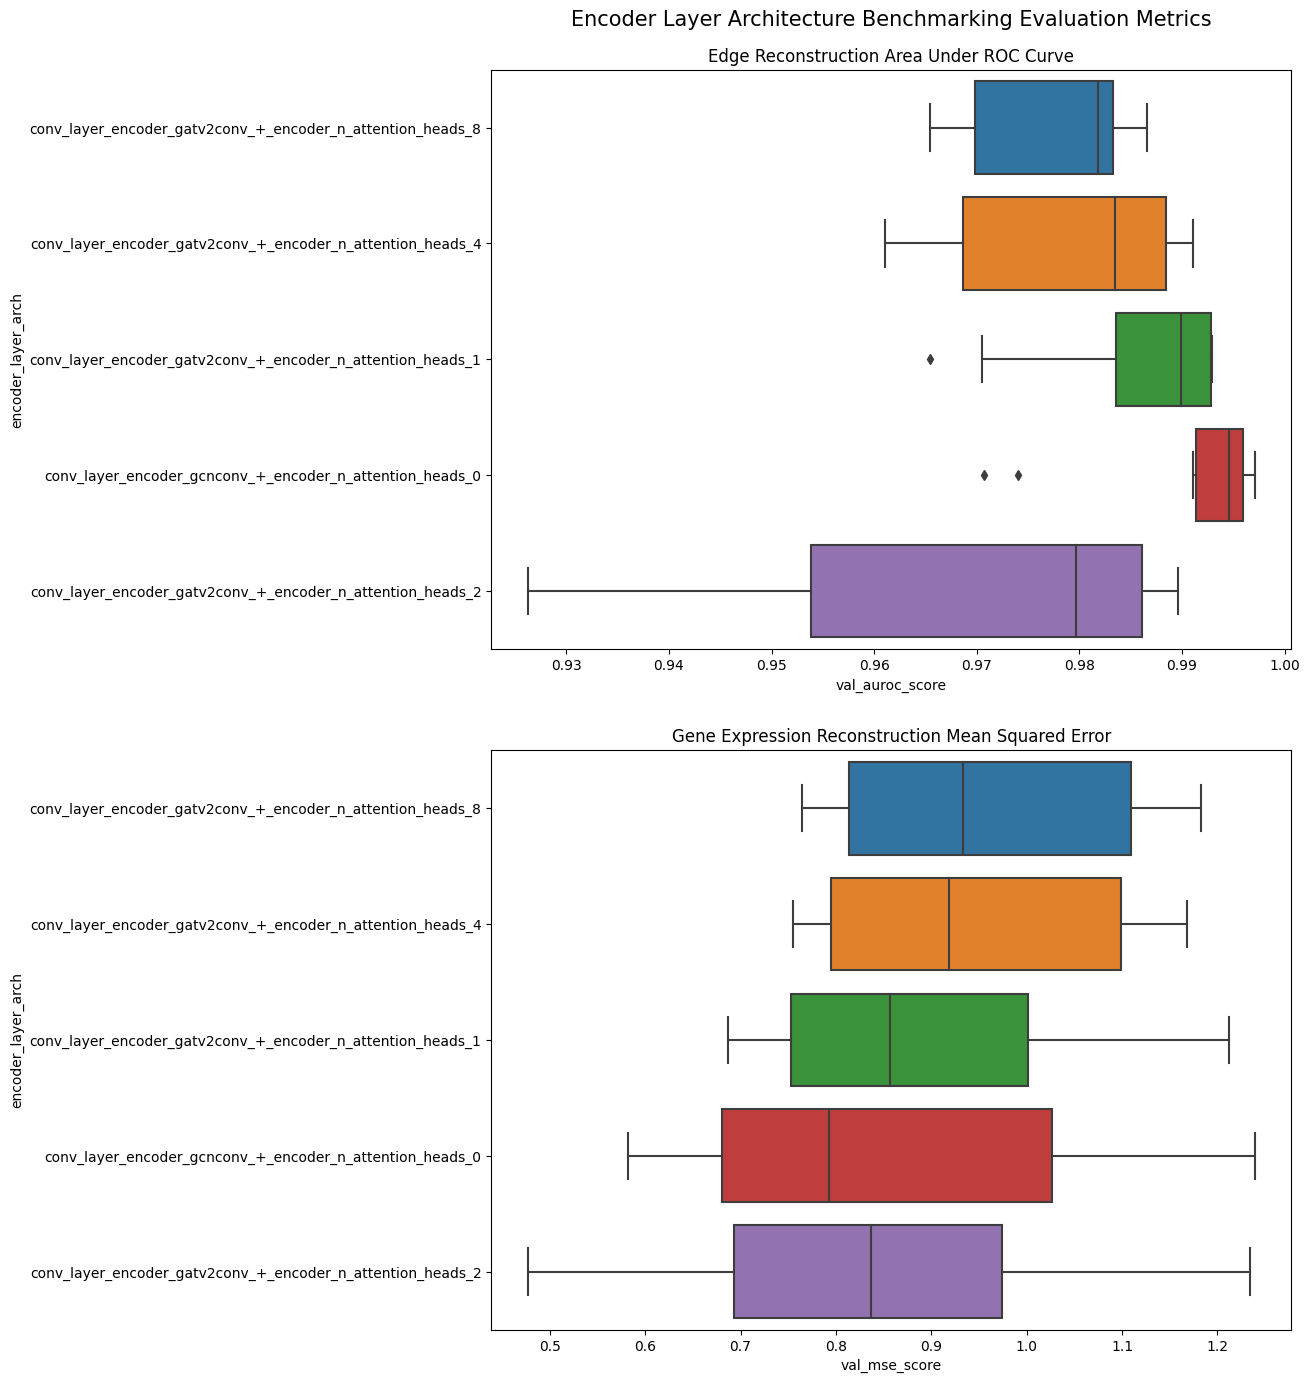 Encoder Layer Architecture Benchmarking Evaluation Metrics
Edge Reconstruction Area Under ROC Curve
encoder_layer_arch
conv_layer_encoder_gatv2conv_+_encoder_n_attention_heads_8
conv_layer_encoder_gatv2conv_+_encoder_n_attention_heads_4
conv_layer_encoder_gatv2conv_+_encoder_n_attention_heads_1
conv_layer_encoder_gcnconv_+_encoder_n_attention_heads_0
conv_layer_encoder_gatv2conv_+_encoder_n_attention_heads_2
0.93 0.94 0.95 0.96 0.97 0.98 0.99 1.00
val_auroc_score
Gene Expression Reconstruction Mean Squared Error
encoder_layer_arch
conv_layer_encoder_gatv2conv_+_encoder_n_attention_heads_8
conv_layer_encoder_gatv2conv_+_encoder_n_attention_heads_4
conv_layer_encoder_gatv2conv_+_encoder_n_attention_heads_1
conv_layer_encoder_gcnconv_+_encoder_n_attention_heads_0
conv_layer_encoder_gatv2conv_+_encoder_n_attention_heads_2
0.5 0.6 0.7 0.8 0.9 1.0 1.1 1.2
val_mse_score